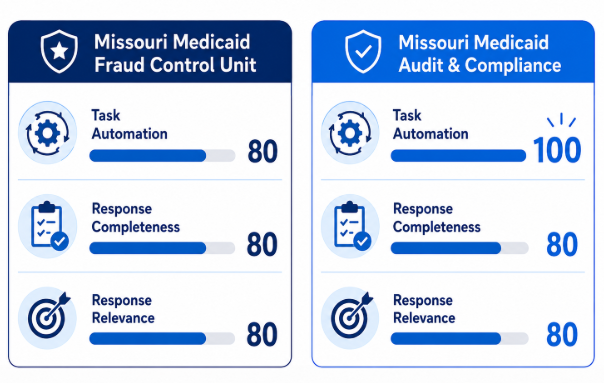 Missouri Medicaid
Fraud Control Unit
Task
Automation
80
Response
Completeness
80
Response
Relevance
80
Missouri Medicaid
Audit & Compliance
Task
Automation
100
Response
Completeness
80
Response
Relevance
80